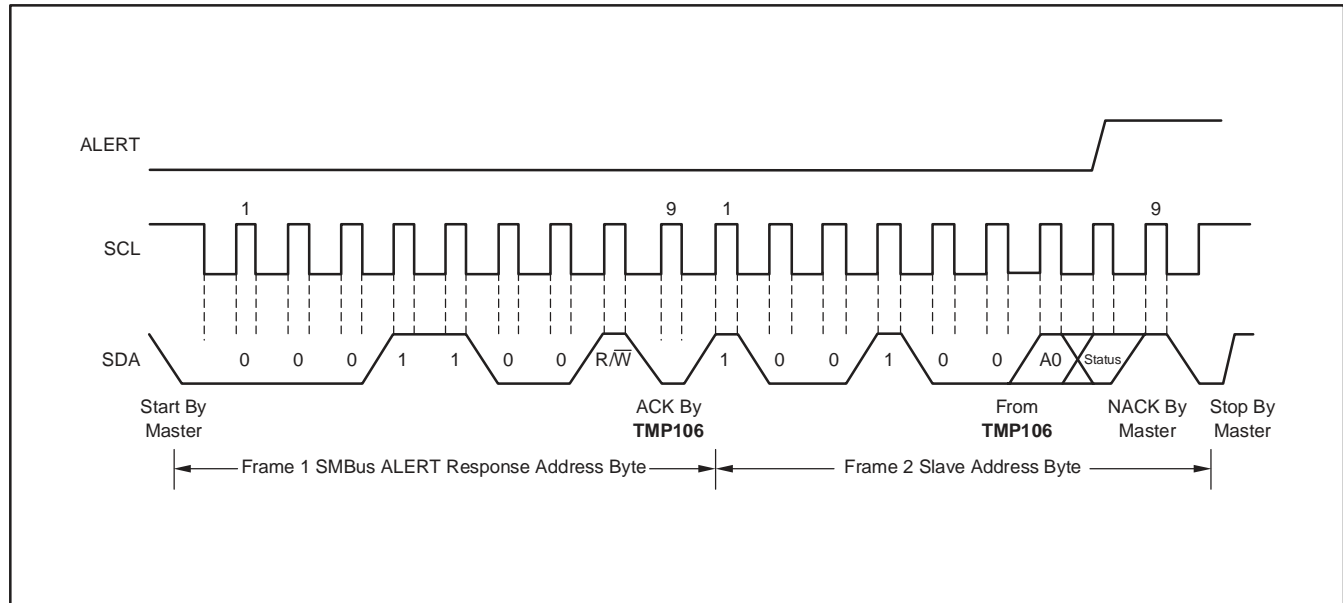 ALERT
1 9 1 9
SCL
SDA 0 0 0 1 1 0 0 R/W 1 0 0 1 0 0 A0 Status
Start By
Master
ACK By
TMP106
From
TMP106
NACK By
Master
Stop By
Master
Frame 1 SMBus ALERT Response Address Byte
Frame 2 Slave Address Byte